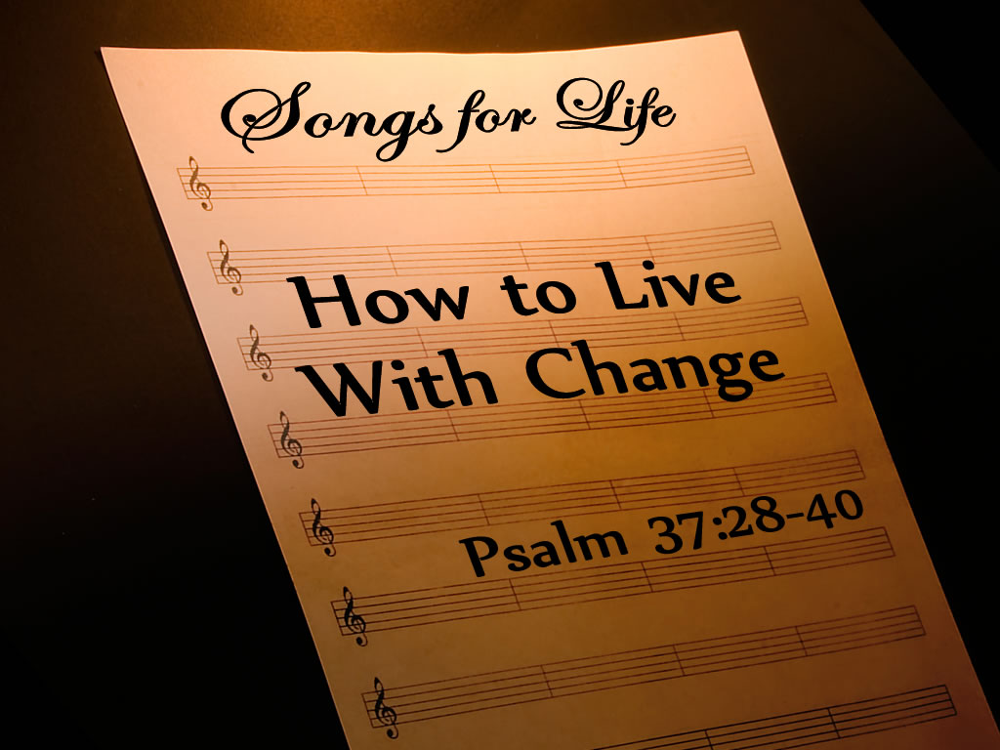 Songs for Life
How to Live
With Change
Psalm 37:28-40